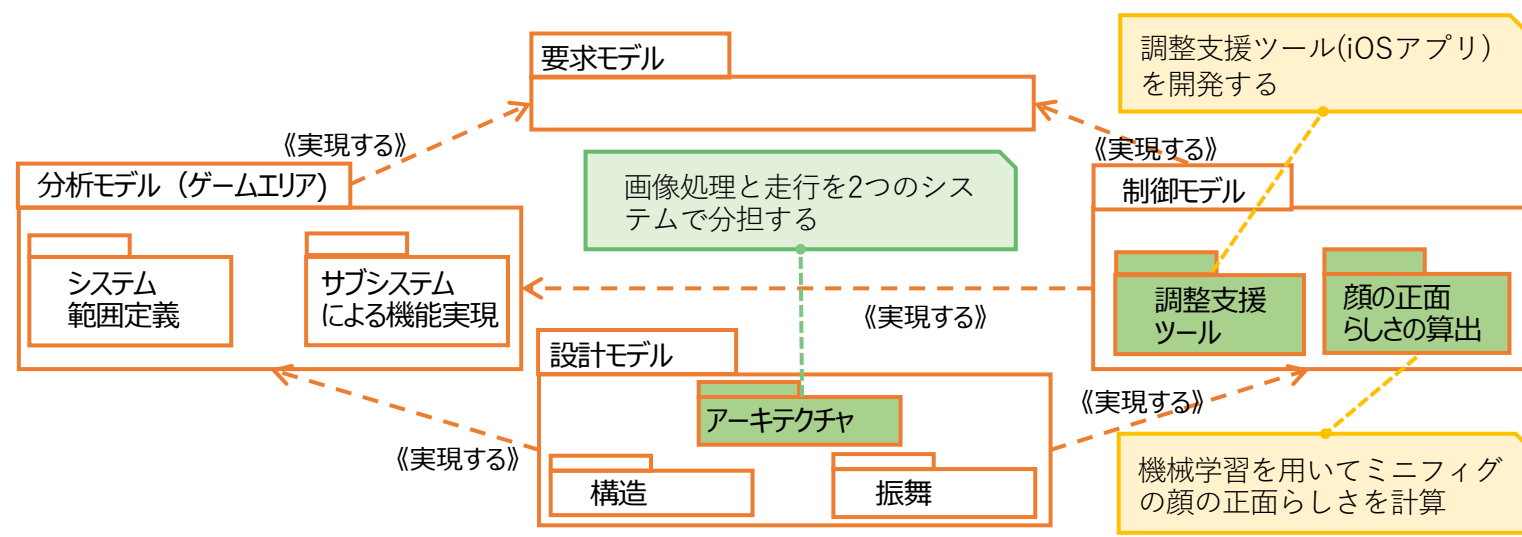 要求モデル
調整支援ツール(iOSアプリ)
を開発する
《実現する》
《実現する》
分析モデル（ゲームエリア)
画像処理と走行を2つのシス
テムで分担する
制御モデル
システム
範囲定義
サブシステム
による機能実現
調整支援
ツール
顔の正面
らしさの算出
《実現する》
設計モデル
アーキテクチャ
《実現する》
《実現する》
構造
振舞
機械学習を用いてミニフィグ
の顔の正面らしさを計算